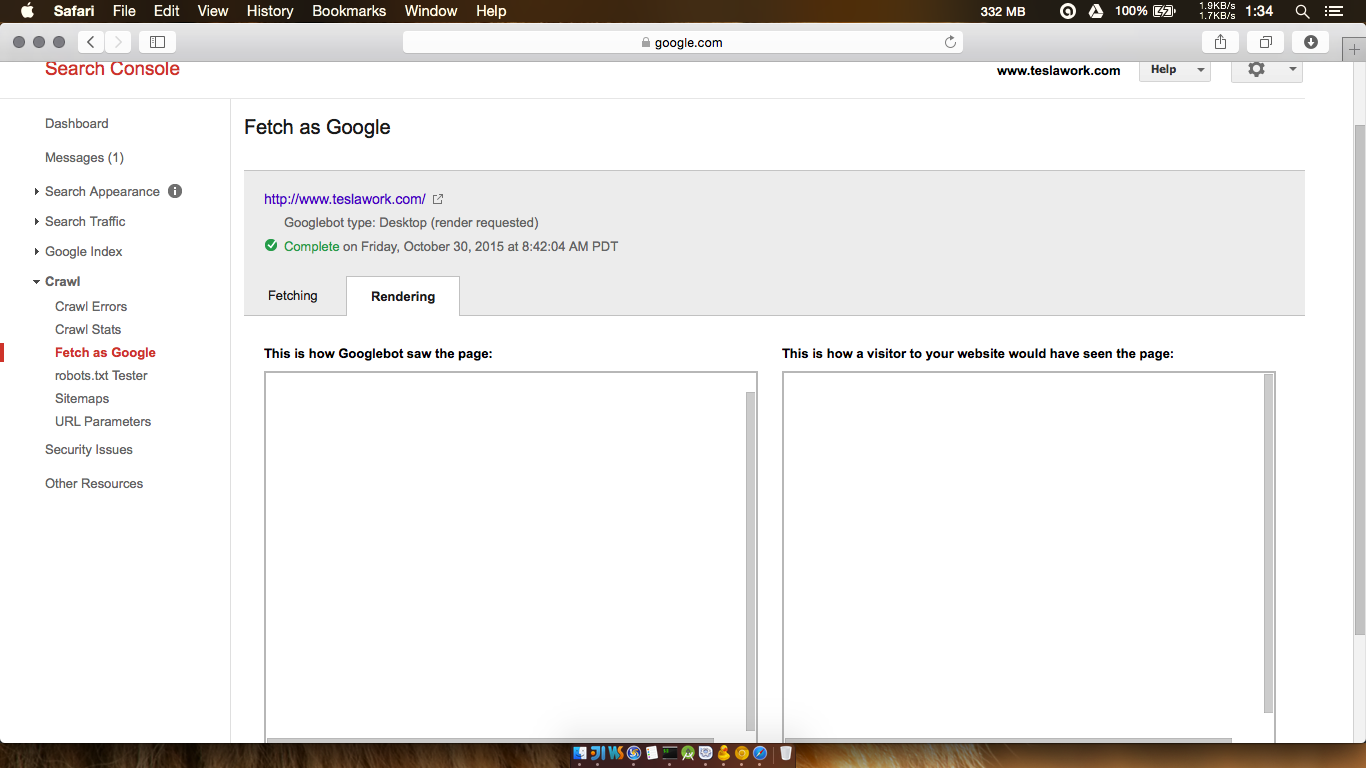 Safari File Edit View History Bookmarks Window Help 332 MB 100% 1.9KB/s 1.7KB/s 1:34
google.com
Search Console www.teslawork.com Help
Dashboard
Messages (1)
Search Appearance
Search Traffic
Google Index
Crawl
Crawl Errors
Crawl Stats
Fetch as Google
robots.txt Tester
Sitemaps
URL Parameters
Security Issues
Other Resources
Fetch as Google
http://www.teslawork.com/
Googlebot type: Desktop (render requested)
Complete on Friday, October 30, 2015 at 8:42:04 AM PDT
Fetching Rendering
This is how Googlebot saw the page:
This is how a visitor to your website would have seen the page: